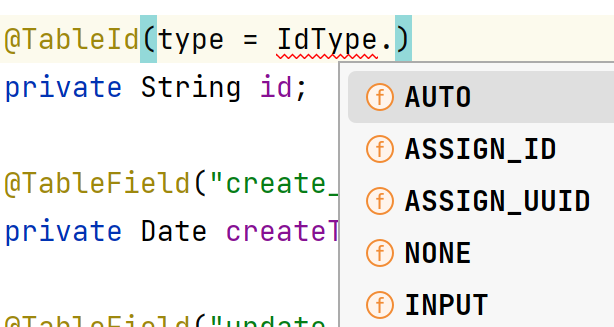 @TableId(type = IdType.)
private String id;
@TableField("create_
private Date createT
@TableField("update
AUTO
ASSIGN_ID
ASSIGN_UUID
NONE
INPUT